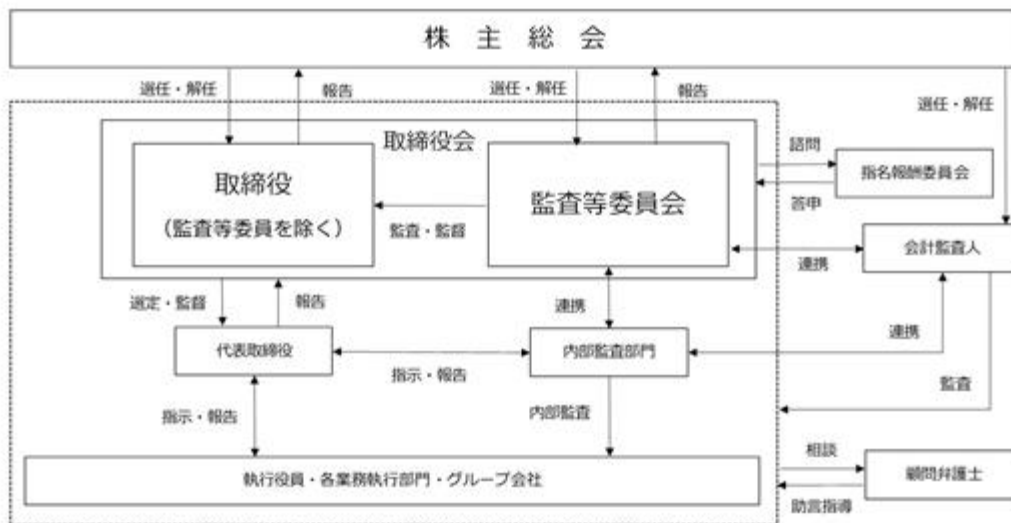 株主総会
選任・解任
報告
選任・解任
報告
選任・解任
取締役会
取締役
（監査等委員を除く）
監査・監督
監査等委員会
諮問
指名報酬委員会
答申
会計監査人
連携
選定・監督
報告
連携
代表取締役
指示・報告
内部監査部門
連携
指示・報告
内部監査
監査
執行役員・各業務執行部門・グループ会社
相談
顧問弁護士
助言指導